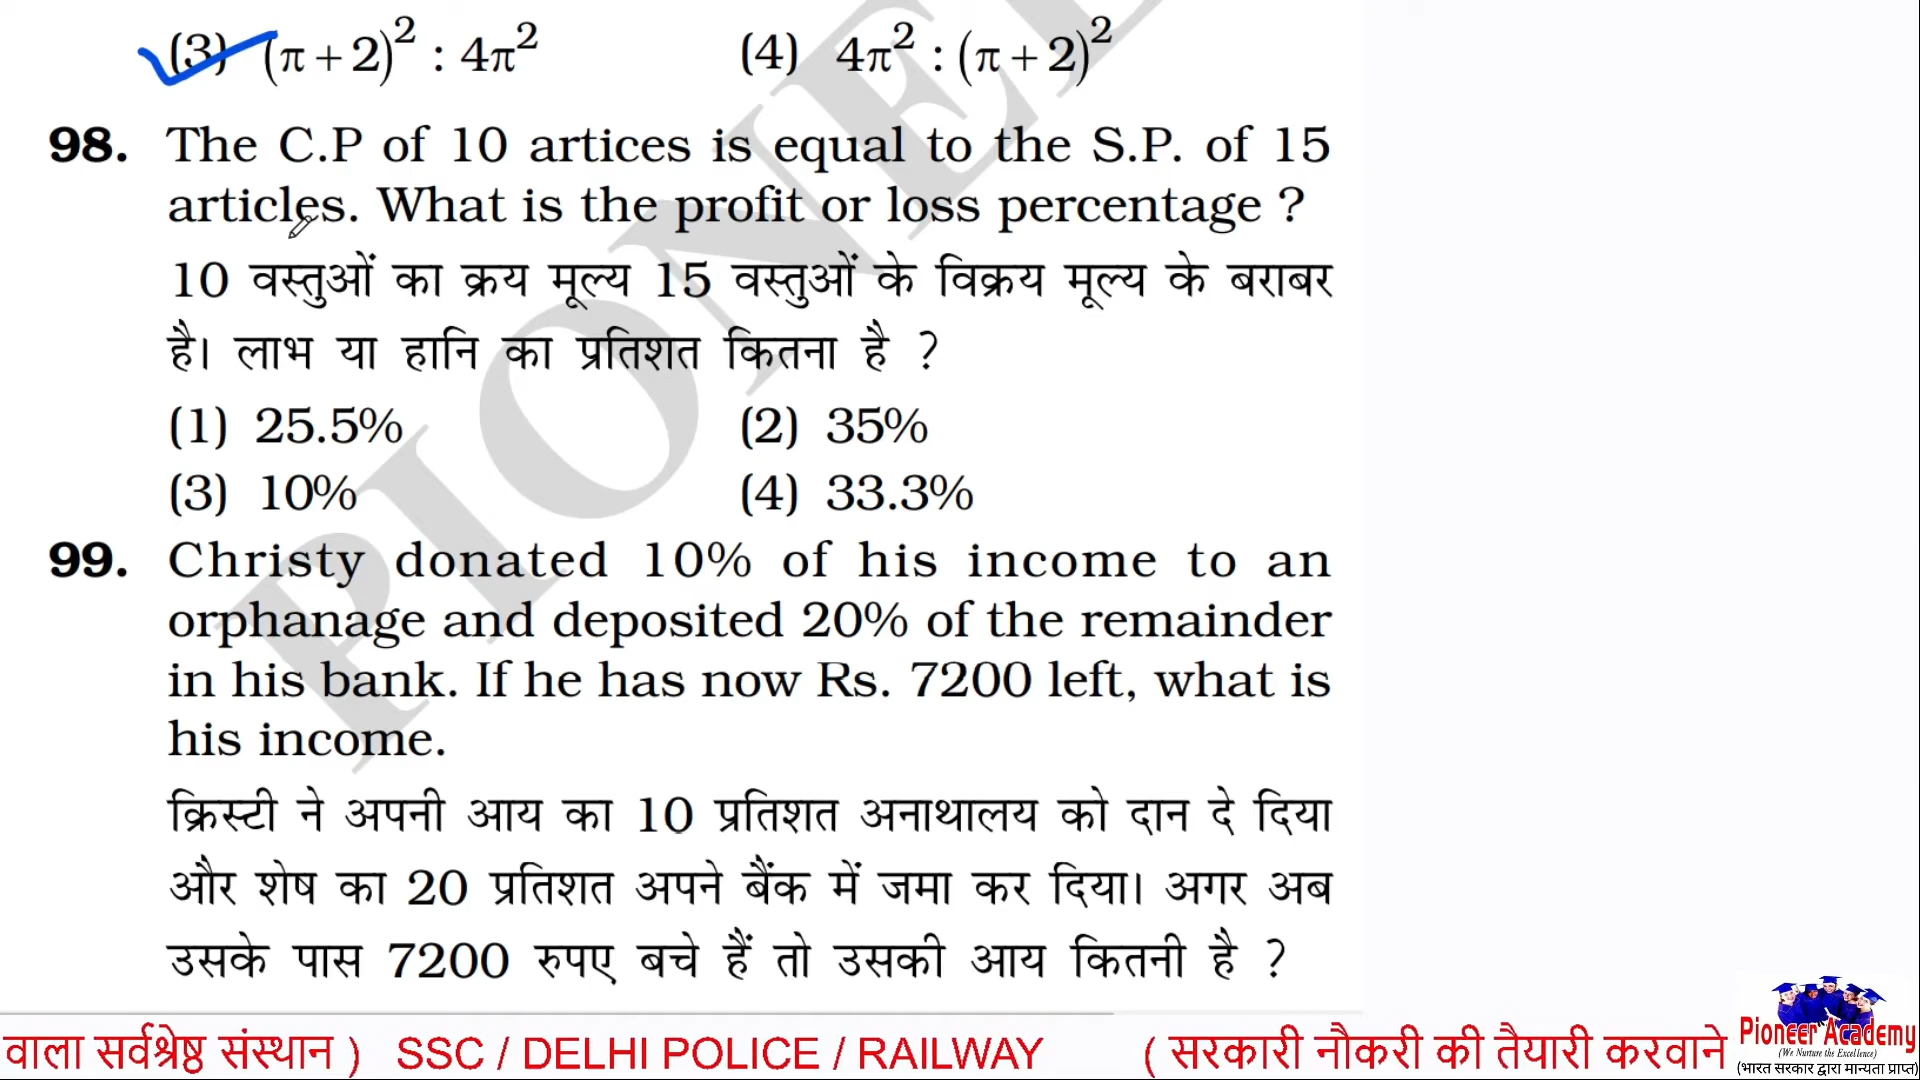 (3) (π + 2)² : 4π² (4) 4π² : (π + 2)²
98. The C.P of 10 artices is equal to the S.P. of 15
articles. What is the profit or loss percentage ?
10 वस्तुओं का क्रय मूल्य 15 वस्तुओं के विक्रय मूल्य के बराबर
है। लाभ या हानि का प्रतिशत कितना है ?
(1) 25.5% (2) 35%
(3) 10% (4) 33.3%
99. Christy donated 10% of his income to an
orphanage and deposited 20% of the remainder
in his bank. If he has now Rs. 7200 left, what is
his income.
क्रिस्टी ने अपनी आय का 10 प्रतिशत अनाथालय को दान दे दिया
और शेष का 20 प्रतिशत अपने बैंक में जमा कर दिया। अगर अब
उसके पास 7200 रुपए बचे हैं तो उसकी आय कितनी है ?
वाला सर्वश्रेष्ठ संस्थान ) SSC / DELHI POLICE / RAILWAY ( सरकारी नौकरी की तैयारी करवाने
Pioneer Academy
(We Nurture the Excellence)
(भारत सरकार द्वारा मान्यता प्राप्त)
PIONEE